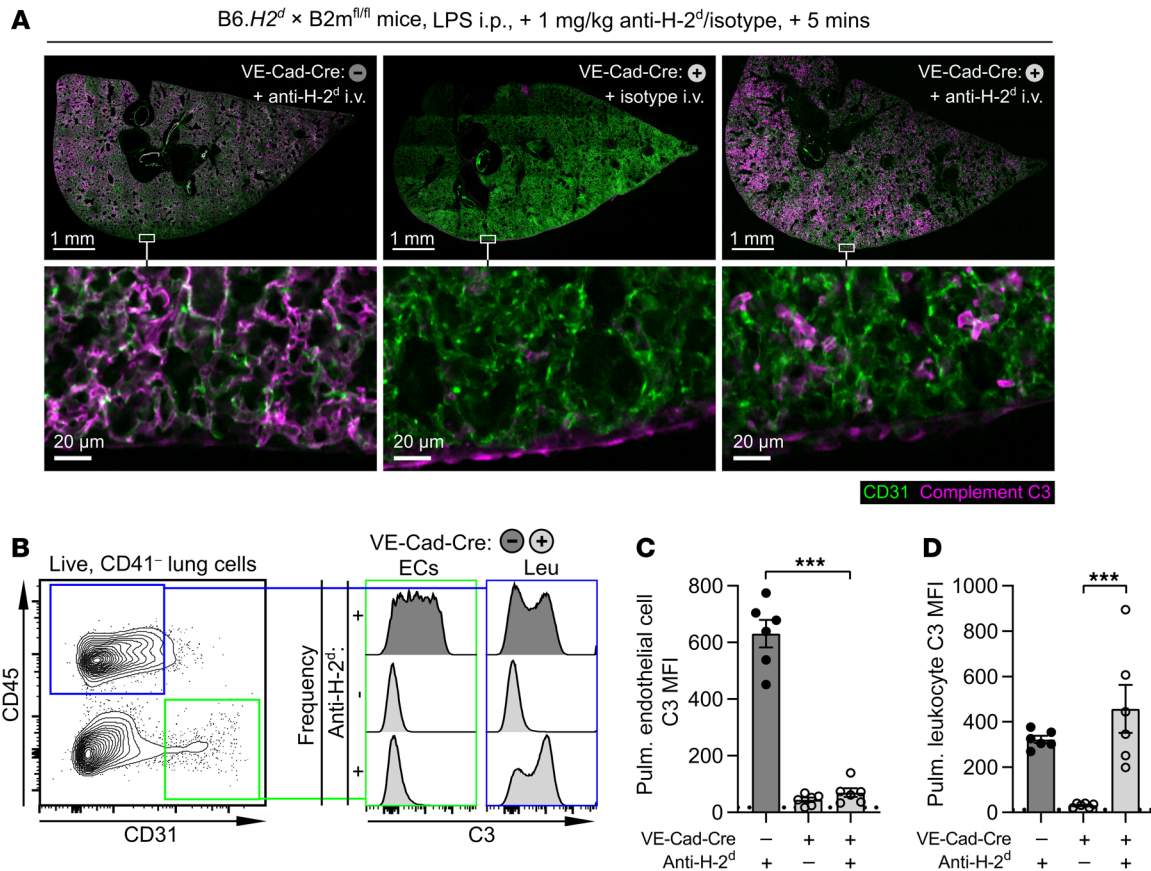 A
B6.H2ᵈ × B2mᶠˡ/ᶠˡ mice, LPS i.p., + 1 mg/kg anti-H-2ᵈ/isotype, + 5 mins
VE-Cad-Cre: −
+ anti-H-2ᵈ i.v.
1 mm
VE-Cad-Cre: +
+ isotype i.v.
1 mm
VE-Cad-Cre: +
+ anti-H-2ᵈ i.v.
1 mm
20 µm
20 µm
20 µm
CD31 Complement C3
B
Live, CD41⁻ lung cells
CD45
CD31
VE-Cad-Cre: − +
ECs Leu
Frequency
Anti-H-2ᵈ:
+
-
+
C3
C
Pulm. endothelial cell
C3 MFI
800
600
400
200
0
***
VE-Cad-Cre − + +
Anti-H-2ᵈ + − +
D
Pulm. leukocyte C3 MFI
1000
800
600
400
200
0
***
VE-Cad-Cre − + +
Anti-H-2ᵈ + − +